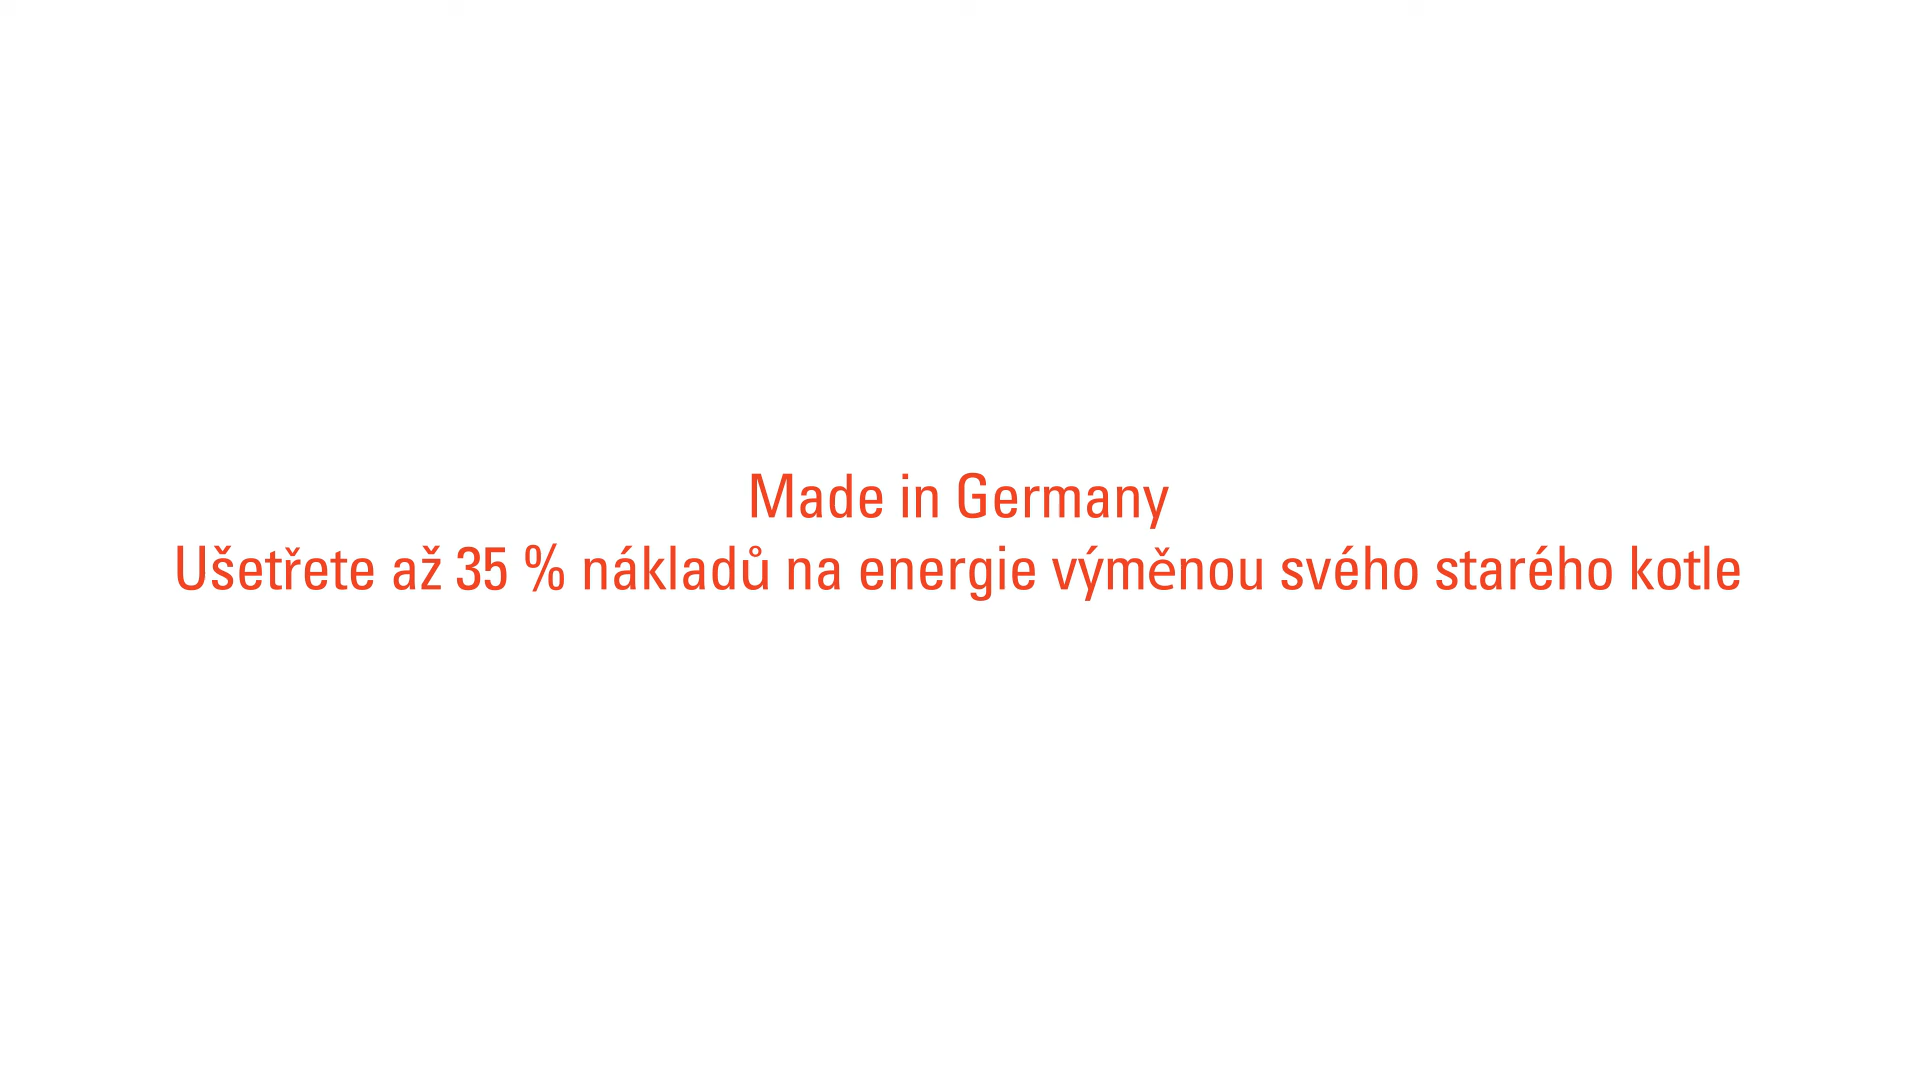 Made in Germany
Ušetřete až 35 % nákladů na energie výměnou svého starého kotle